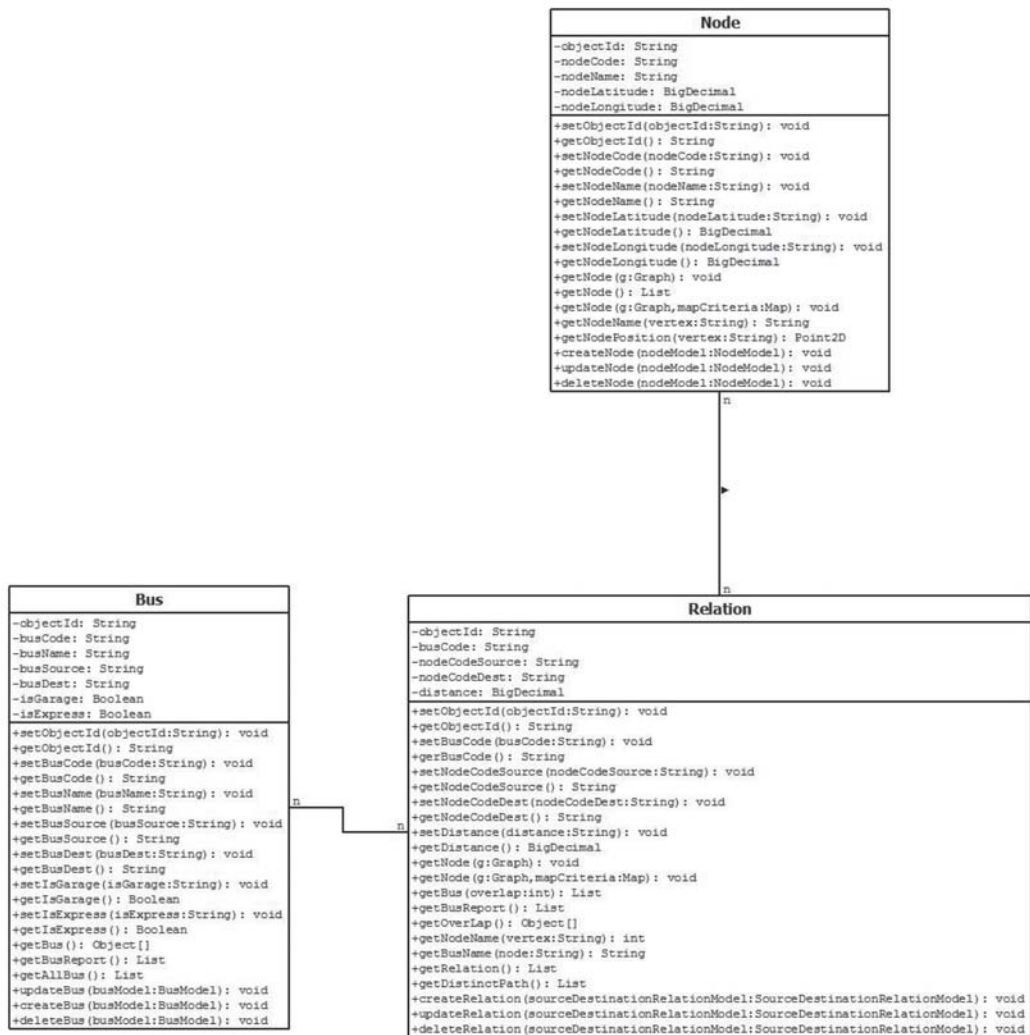 Node
-objectId: String
-nodeCode: String
-nodeName: String
-nodeLatitude: BigDecimal
-nodeLongitude: BigDecimal
+setObjectId(objectId:String): void
+getObjectId(): String
+setNodeCode(nodeCode:String): void
+getNodeCode(): String
+setNodeName(nodeName:String): void
+getNodeName(): String
+setNodeLatitude(nodeLatitude:String): void
+getNodeLatitude(): BigDecimal
+setNodeLongitude(nodeLongitude:String): void
+getNodeLongitude(): BigDecimal
+getNode(g:Graph): void
+getNode(): List
+getNode(g:Graph,mapCriteria:Map): void
+getNodeName(vertex:String): String
+getNodePosition(vertex:String): Point2D
+createNode(nodeModel:NodeModel): void
+updateNode(nodeModel:NodeModel): void
+deleteNode(nodeModel:NodeModel): void
n
n
Bus
-objectId: String
-busCode: String
-busName: String
-busSource: String
-busDest: String
-isGarage: Boolean
-isExpress: Boolean
+setObjectId(objectId:String): void
+getObjectId(): String
+setBusCode(busCode:String): void
+getBusCode(): String
+setBusName(busName:String): void
+getBusName(): String
+setBusSource(busSource:String): void
+getBusSource(): String
+setBusDest(busDest:String): void
+getBusDest(): String
+setIsGarage(isGarage:String): void
+getIsGarage(): Boolean
+setIsExpress(isExpress:String): void
+getIsExpress(): Boolean
+getBus(): Object[]
+getBusReport(): List
+getAllBus(): List
+updateBus(busModel:BusModel): void
+createBus(busModel:BusModel): void
+deleteBus(busModel:BusModel): void
n
n
Relation
-objectId: String
-busCode: String
-nodeCodeSource: String
-nodeCodeDest: String
-distance: BigDecimal
+setObjectId(objectId:String): void
+getObjectId(): String
+setBusCode(busCode:String): void
+gerBusCode(): String
+setNodeCodeSource(nodeCodeSource:String): void
+getNodeCodeSource(): String
+setNodeCodeDest(nodeCodeDest:String): void
+getNodeCodeDest(): String
+setDistance(distance:String): void
+getDistance(): BigDecimal
+getNode(g:Graph): void
+getNode(g:Graph,mapCriteria:Map): void
+getBus(overlap:int): List
+getBusReport(): List
+getOverLap(): Object[]
+getNodeName(vertex:String): int
+getBusName(node:String): String
+getRelation(): List
+getDistinctPath(): List
+createRelation(sourceDestinationRelationModel:SourceDestinationRelationModel): void
+updateRelation(sourceDestinationRelationModel:SourceDestinationRelationModel): void
+deleteRelation(sourceDestinationRelationModel:SourceDestinationRelationModel): void